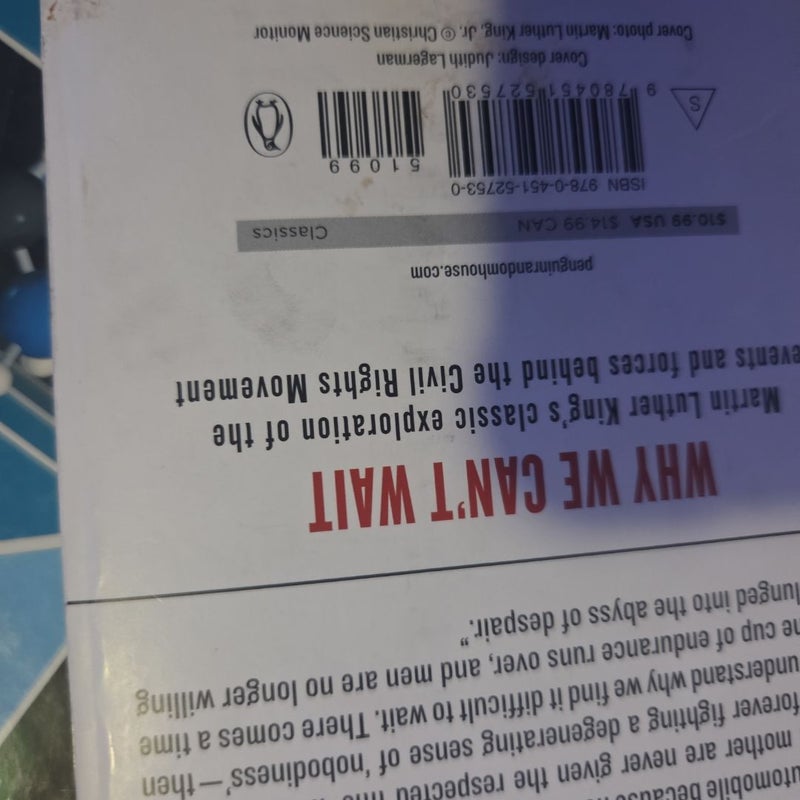 because
mother are never given the respected
forever fighting a degenerating sense of ‘nobodiness’—then
understand why we find it difficult to wait. There comes a time
cup of endurance runs over, and men are no longer willing
into the abyss of despair.”
WHY WE CAN'T WAIT
Martin Luther King's classic exploration of the
events and forces behind the Civil Rights Movement
penguinrandomhouse.com
$10.99 USA $14.99 CAN Classics
ISBN 978-0-451-52753-0
51099
S
9 780451 527530
Cover design: Judith Lagerman
Cover photo: Martin Luther King, Jr. © Christian Science Monitor